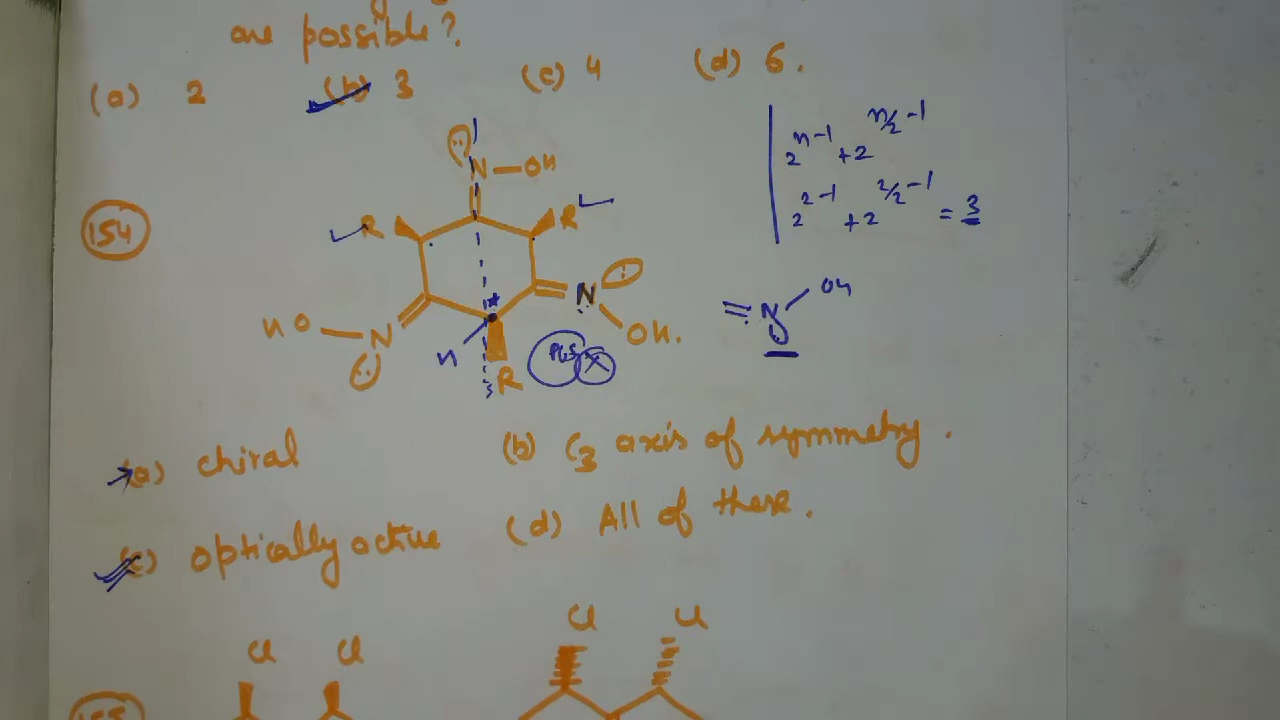 are possible?
(a) 2 (b) 3 (c) 4 (d) 6.
2^n-1 + 2^n/2-1
2^2-1 + 2^2/2-1 = 3
154
N — OH
R R
N OH
HO N N OH.
H POS X
R
(a) chiral (b) C3 axis of symmetry.
(c) optically active (d) All of these.
Cl Cl Cl Cl
155